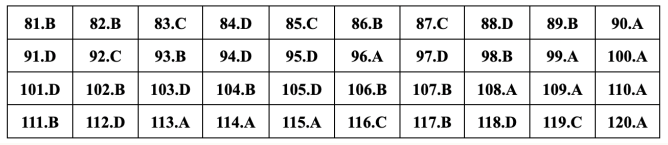 81.B 82.B 83.C 84.D 85.C 86.B 87.C 88.D 89.B 90.A
91.D 92.C 93.B 94.D 95.D 96.A 97.D 98.B 99.A 100.A
101.D 102.B 103.D 104.B 105.D 106.B 107.B 108.A 109.A 110.A
111.B 112.D 113.A 114.A 115.A 116.C 117.B 118.D 119.C 120.A